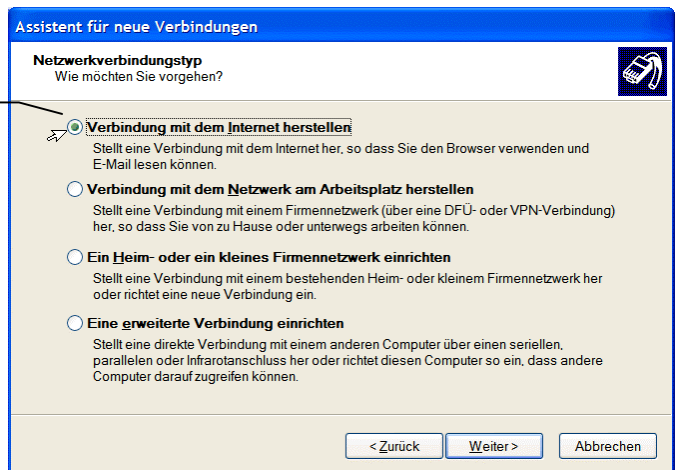 Assistent für neue Verbindungen
Netzwerkverbindungstyp
Wie möchten Sie vorgehen?
Verbindung mit dem Internet herstellen
Stellt eine Verbindung mit dem Internet her, so dass Sie den Browser verwenden und
E-Mail lesen können.
Verbindung mit dem Netzwerk am Arbeitsplatz herstellen
Stellt eine Verbindung mit einem Firmennetzwerk (über eine DFÜ- oder VPN-Verbindung)
her, so dass Sie von zu Hause oder unterwegs arbeiten können.
Ein Heim- oder ein kleines Firmennetzwerk einrichten
Stellt eine Verbindung mit einem bestehenden Heim- oder kleinem Firmennetzwerk her
oder richtet eine neue Verbindung ein.
Eine erweiterte Verbindung einrichten
Stellt eine direkte Verbindung mit einem anderen Computer über einen seriellen,
parallelen oder Infrarotanschluss her oder richtet diesen Computer so ein, dass andere
Computer darauf zugreifen können.
< Zurück Weiter > Abbrechen